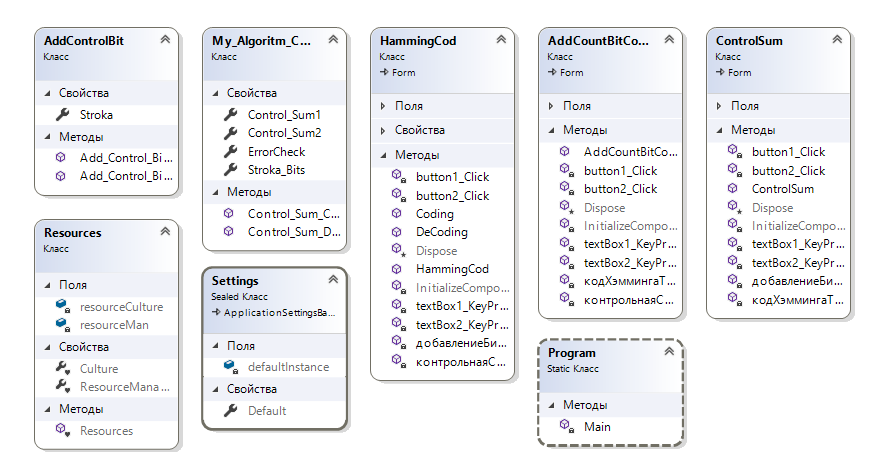 AddControlBit
Класс
Свойства
Stroka
Методы
Add_Control_Bi...
Add_Control_Bi...
My_Algoritm_C...
Класс
Свойства
Control_Sum1
Control_Sum2
ErrorCheck
Stroka_Bits
Методы
Control_Sum_C...
Control_Sum_D...
HammingCod
Класс
Form
Поля
Свойства
Методы
button1_Click
button2_Click
Coding
DeCoding
Dispose
HammingCod
InitializeCompo...
textBox1_KeyPr...
textBox2_KeyPr...
добавлениеБи...
контрольнаяС...
AddCountBitCo...
Класс
Form
Поля
Методы
AddCountBitCo...
button1_Click
button2_Click
Dispose
InitializeCompo...
textBox1_KeyPr...
textBox2_KeyPr...
кодХэммингаТ...
контрольнаяС...
ControlSum
Класс
Form
Поля
Методы
button1_Click
button2_Click
ControlSum
Dispose
InitializeCompo...
textBox1_KeyPr...
textBox2_KeyPr...
добавлениеБи...
кодХэммингаТ...
Resources
Класс
Поля
resourceCulture
resourceMan
Свойства
Culture
ResourceMana...
Методы
Resources
Settings
Sealed Класс
ApplicationSettingsBa...
Поля
defaultInstance
Свойства
Default
Program
Static Класс
Методы
Main